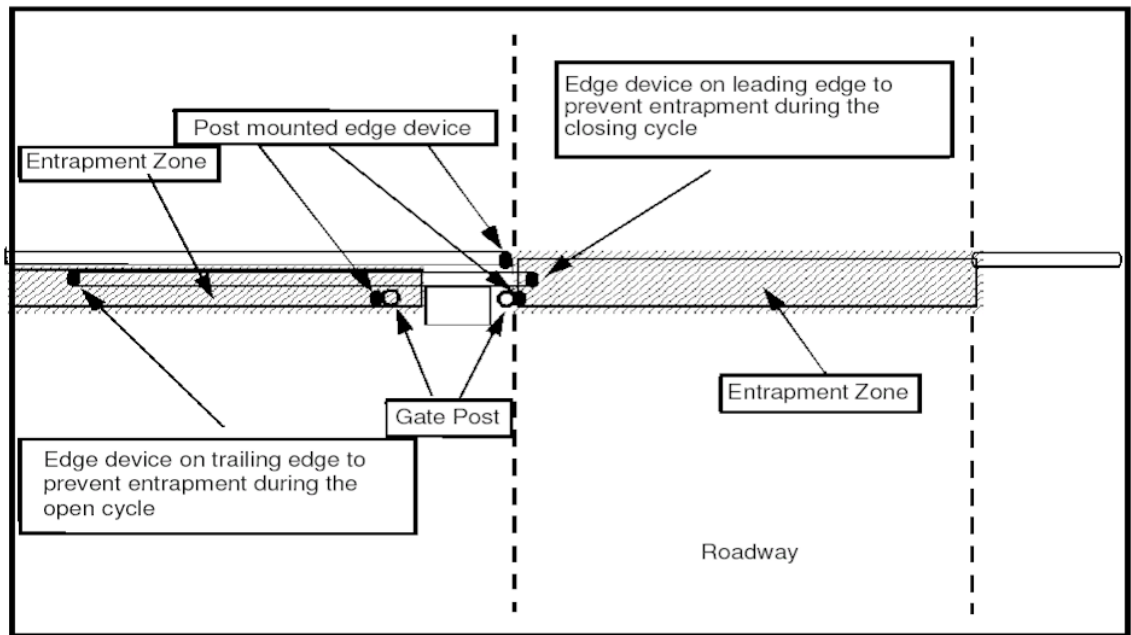 Edge device on leading edge to
prevent entrapment during the
closing cycle
Post mounted edge device
Entrapment Zone
Entrapment Zone
Gate Post
Edge device on trailing edge to
prevent entrapment during the
open cycle
Roadway